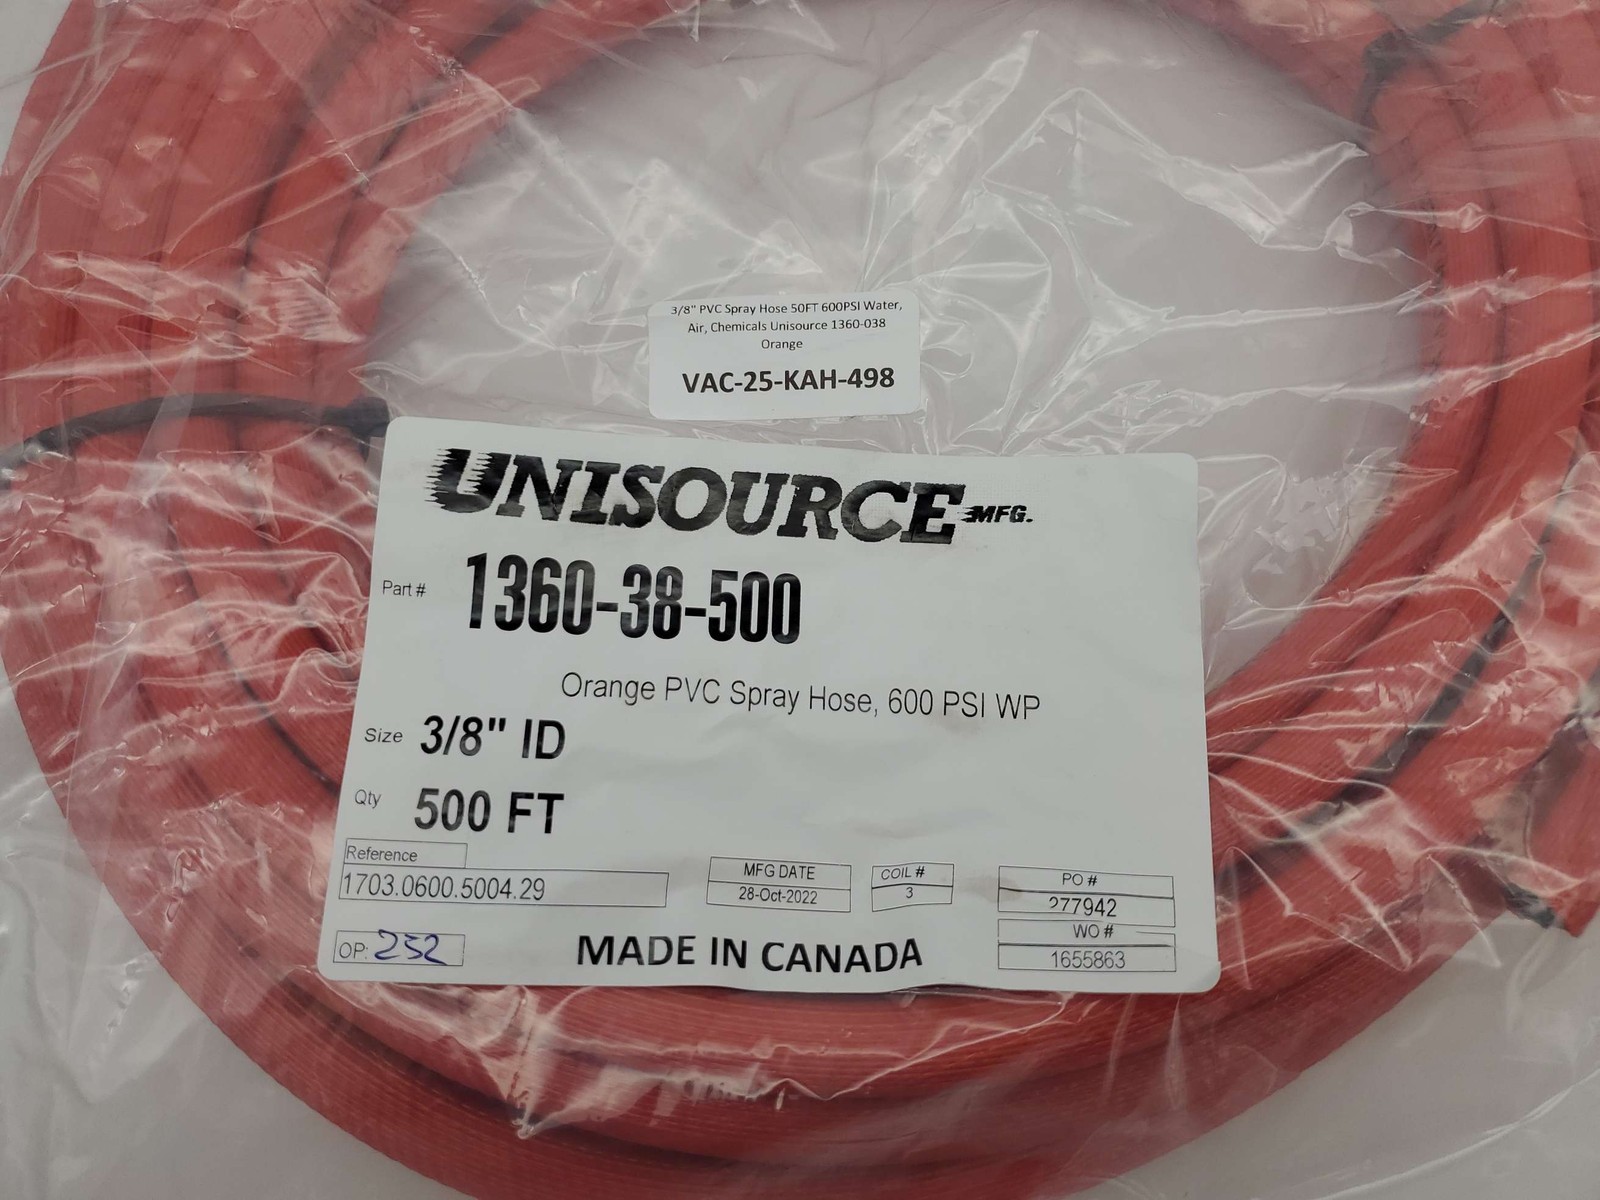 3/8" PVC Spray Hose 50FT 600PSI Water,
Air, Chemicals Unisource 1360-038
Orange
VAC-25-KAH-498
UNISOURCE MFG.
Part # 1360-38-500
Orange PVC Spray Hose, 600 PSI WP
Size 3/8" ID
Qty 500 FT
Reference
1703.0600.5004.29
MFG DATE
28-Oct-2022
COIL #
3
PO #
277942
WO #
1655863
OP: 232
MADE IN CANADA